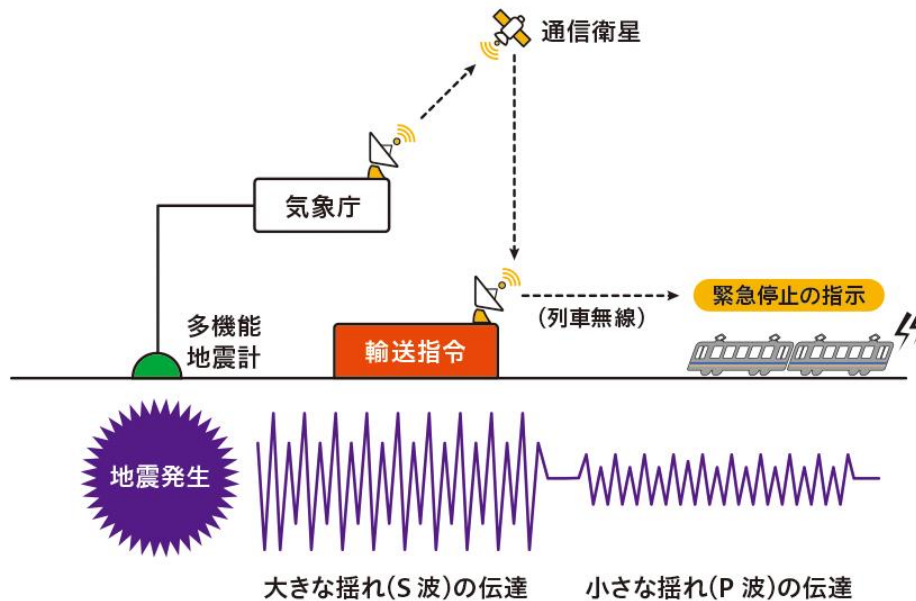 通信衛星
気象庁
緊急停止の指示
(列車無線)
多機能
地震計
輸送指令
地震発生
大きな揺れ(S 波)の伝達
小さな揺れ(P 波)の伝達